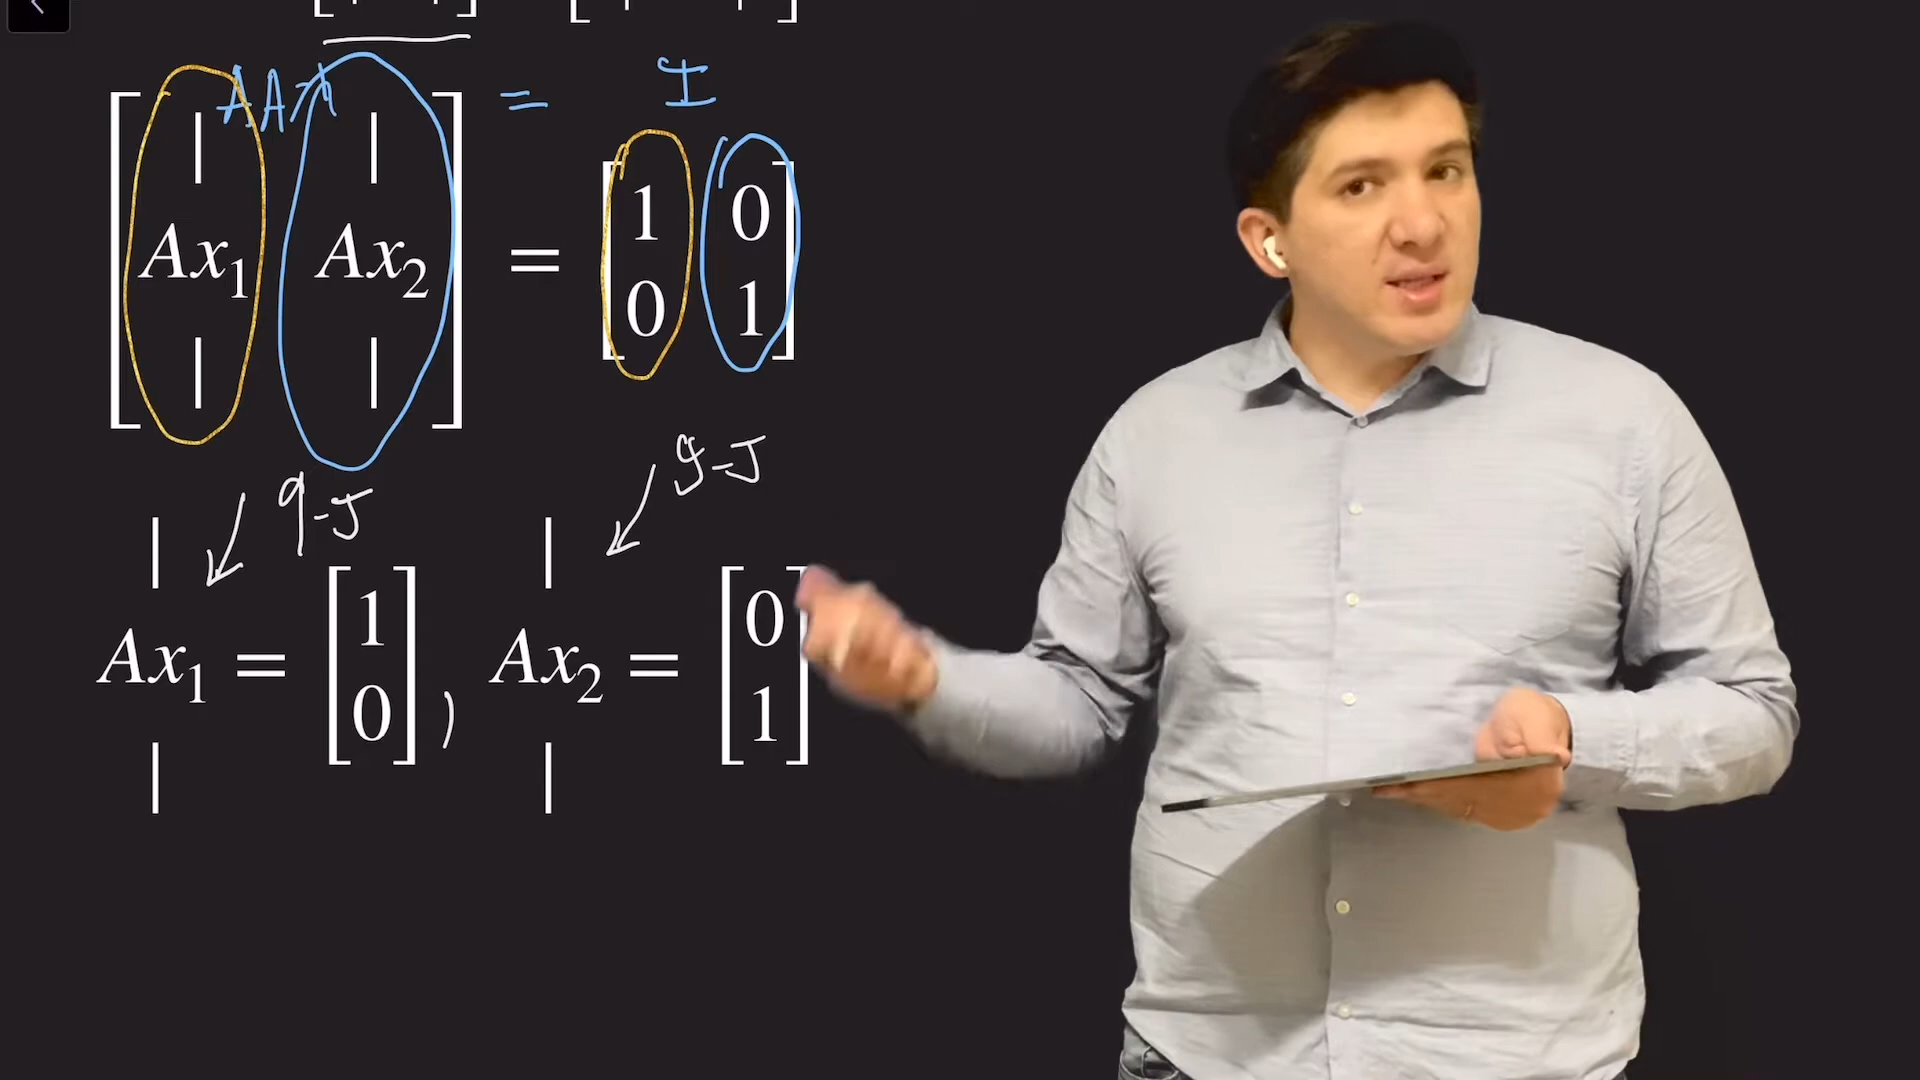 AA⁻¹ = I
[Ax₁ Ax₂] = [1 0
0 1]
g-J g-J
Ax₁ = [1
0], Ax₂ = [0
1]